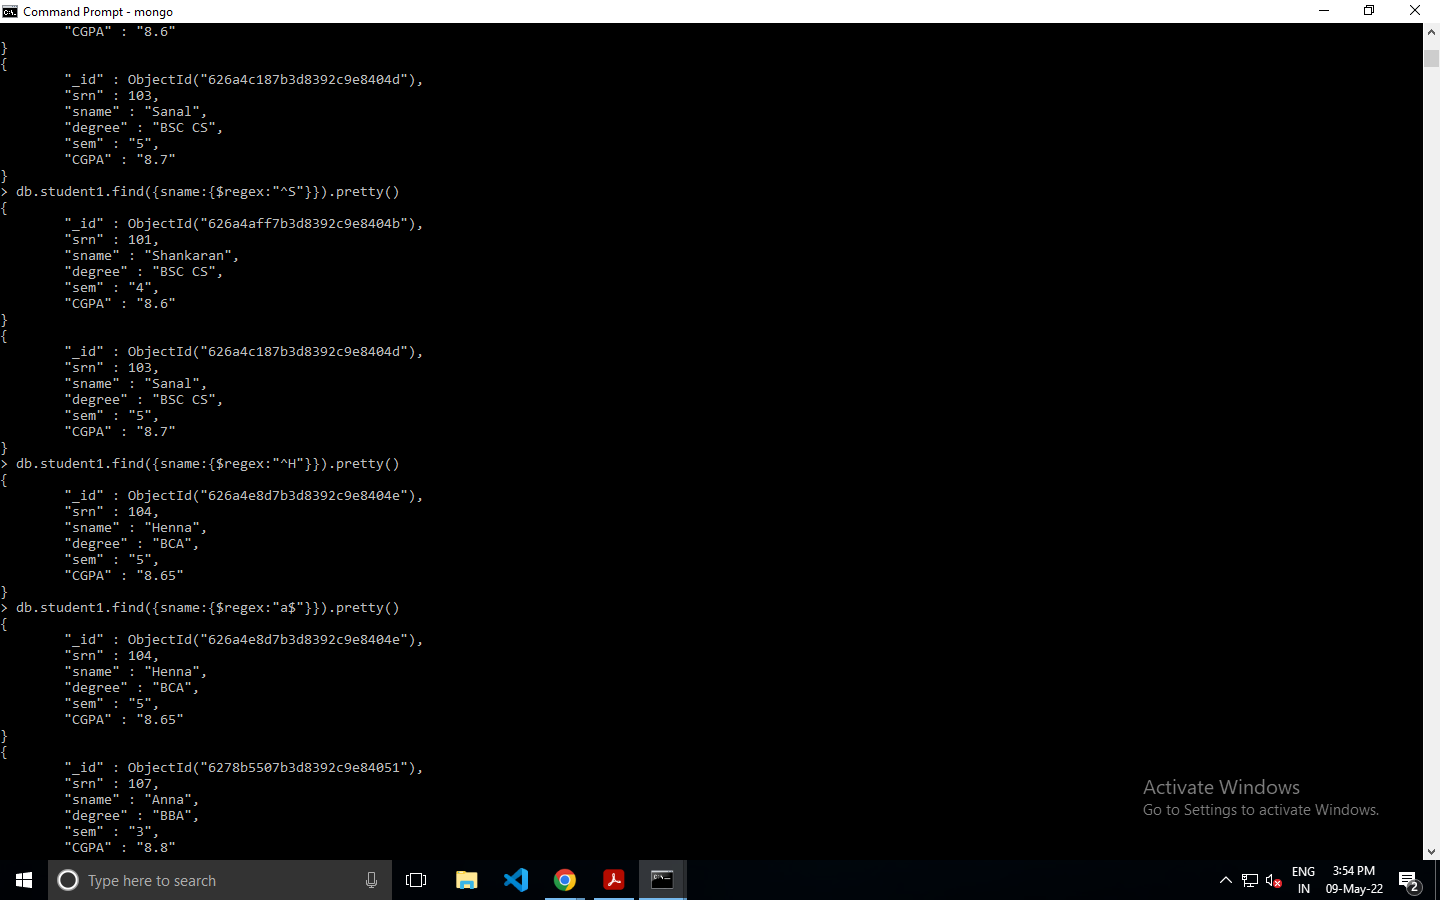 Command Prompt - mongo
        "CGPA" : "8.6"
}
{
        "_id" : ObjectId("626a4c187b3d8392c9e8404d"),
        "srn" : 103,
        "sname" : "Sanal",
        "degree" : "BSC CS",
        "sem" : "5",
        "CGPA" : "8.7"
}
> db.student1.find({sname:{$regex:"^S"}}).pretty()
{
        "_id" : ObjectId("626a4aff7b3d8392c9e8404b"),
        "srn" : 101,
        "sname" : "Shankaran",
        "degree" : "BSC CS",
        "sem" : "4",
        "CGPA" : "8.6"
}
{
        "_id" : ObjectId("626a4c187b3d8392c9e8404d"),
        "srn" : 103,
        "sname" : "Sanal",
        "degree" : "BSC CS",
        "sem" : "5",
        "CGPA" : "8.7"
}
> db.student1.find({sname:{$regex:"^H"}}).pretty()
{
        "_id" : ObjectId("626a4e8d7b3d8392c9e8404e"),
        "srn" : 104,
        "sname" : "Henna",
        "degree" : "BCA",
        "sem" : "5",
        "CGPA" : "8.65"
}
> db.student1.find({sname:{$regex:"a$"}}).pretty()
{
        "_id" : ObjectId("626a4e8d7b3d8392c9e8404e"),
        "srn" : 104,
        "sname" : "Henna",
        "degree" : "BCA",
        "sem" : "5",
        "CGPA" : "8.65"
}
{
        "_id" : ObjectId("6278b5507b3d8392c9e84051"),
        "srn" : 107,
        "sname" : "Anna",
        "degree" : "BBA",
        "sem" : "3",
        "CGPA" : "8.8"
Activate Windows
Go to Settings to activate Windows.
Type here to search
ENG
IN
3:54 PM
09-May-22
2